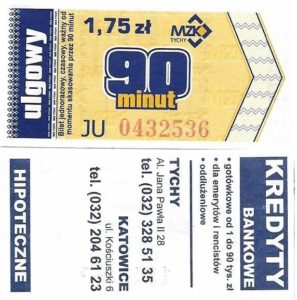 ulgowy
Bilet jednorazowy, czasowy, ważny od
momentu skasowania przez 90 minut
1,75 zł
MZK
TYCHY
90
minut
JU 0432536
KREDYTY
BANKOWE
• gotówkowe od 1 do 90 tys. zł
• dla emerytów i rencistów
• oddłużeniowe
TYCHY
Al. Jana Pawła II 28
tel. (032) 328 51 35
KATOWICE
ul. Kościuszki 6
tel. (032) 204 61 23
HIPOTECZNE